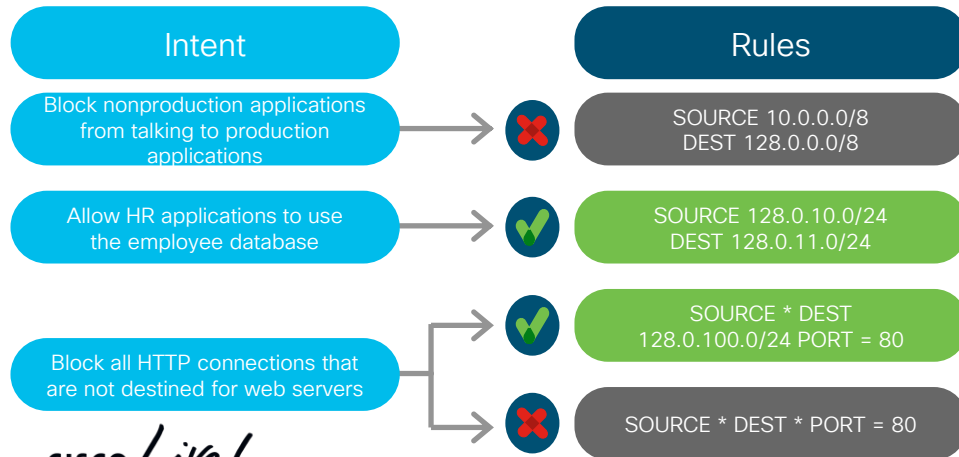 Intent
Rules
Block nonproduction applications
from talking to production
applications
SOURCE 10.0.0.0/8
DEST 128.0.0.0/8
Allow HR applications to use
the employee database
SOURCE 128.0.10.0/24
DEST 128.0.11.0/24
Block all HTTP connections that
are not destined for web servers
SOURCE * DEST
128.0.100.0/24 PORT = 80
SOURCE * DEST * PORT = 80
cisco Live!